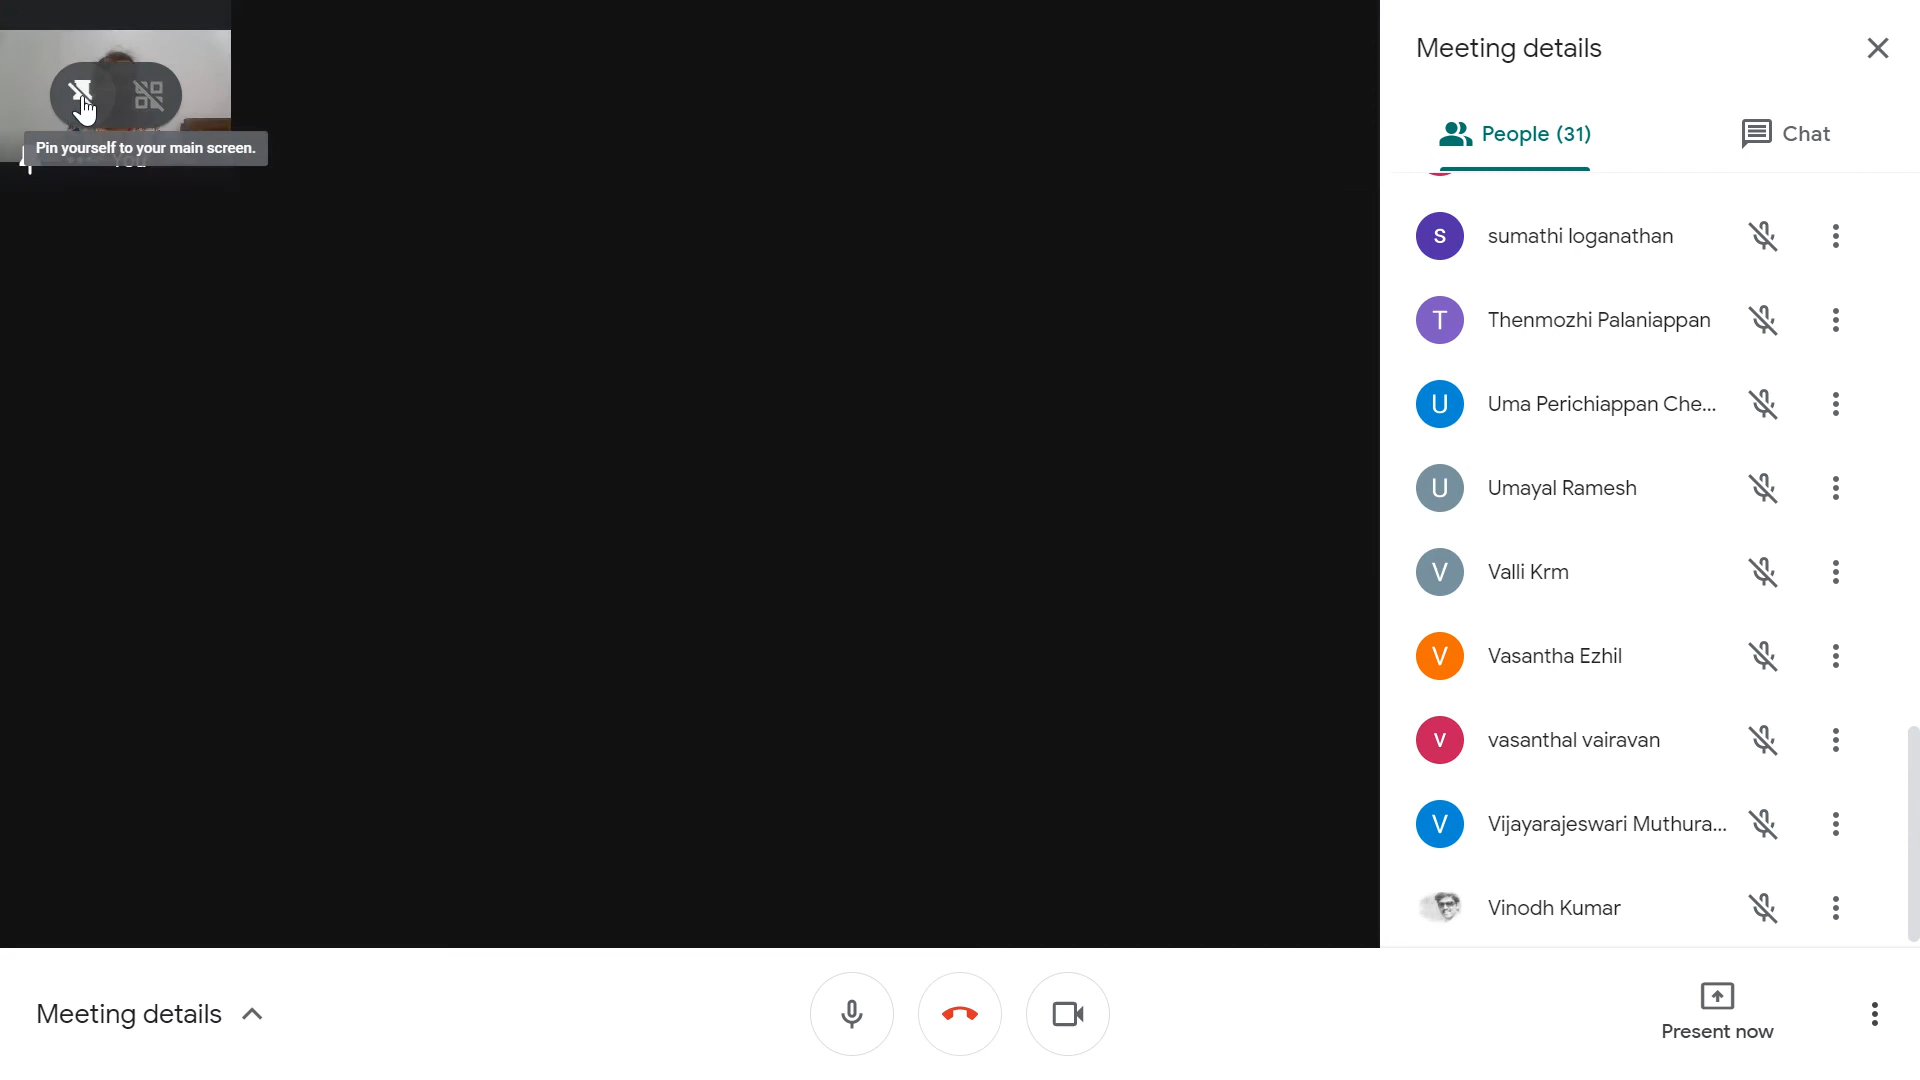 Pin yourself to your main screen.
You
Meeting details
People (31)
Chat
S
sumathi loganathan
T
Thenmozhi Palaniappan
U
Uma Perichiappan Che...
U
Umayal Ramesh
V
Valli Krm
V
Vasantha Ezhil
v
vasanthal vairavan
V
Vijayarajeswari Muthura...
Vinodh Kumar
Meeting details
Present now